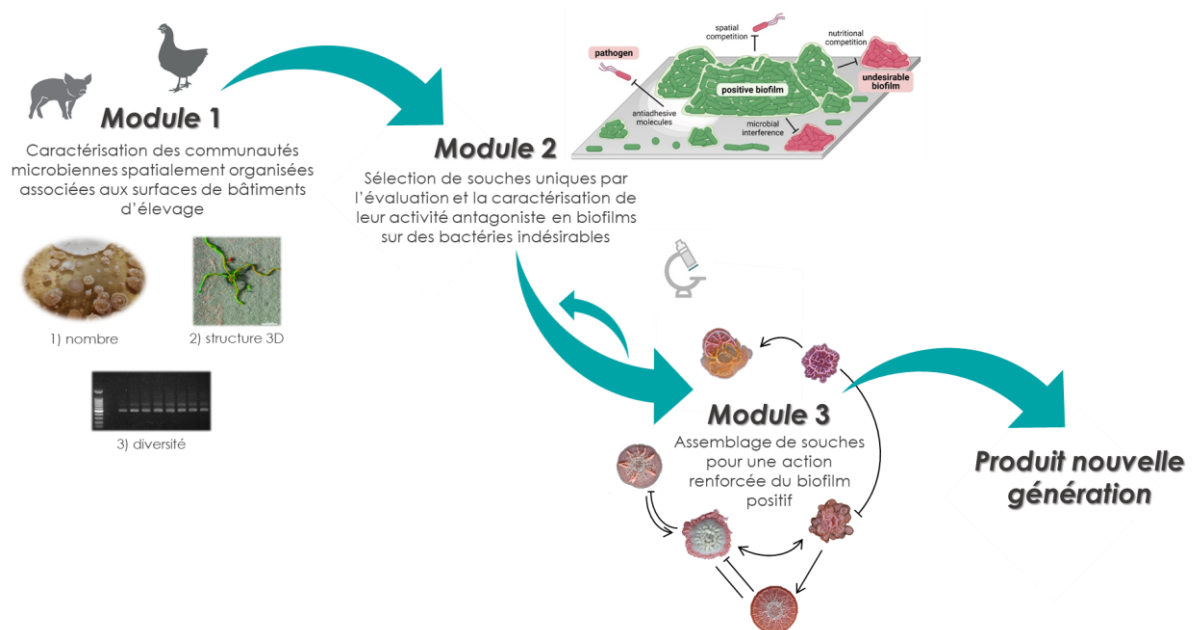 Module 1
Caractérisation des communautés
microbiennes spatialement organisées
associées aux surfaces de bâtiments
d'élevage
1) nombre
2) structure 3D
3) diversité
Module 2
Sélection de souches uniques par
l'évaluation et la caractérisation de
leur activité antagoniste en biofilms
sur des bactéries indésirables
pathogen
spatial
competition
nutritional
competition
undesirable
biofilm
positive biofilm
antiadhesive
molecules
microbial
interference
Module 3
Assemblage de souches
pour une action
renforcée du biofilm
positif
Produit nouvelle
génération